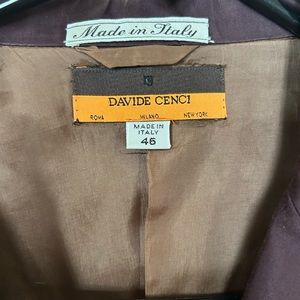 Made in Italy
DAVIDE CENCI
ROMA MILANO NEW YORK
MADE IN
ITALY
46